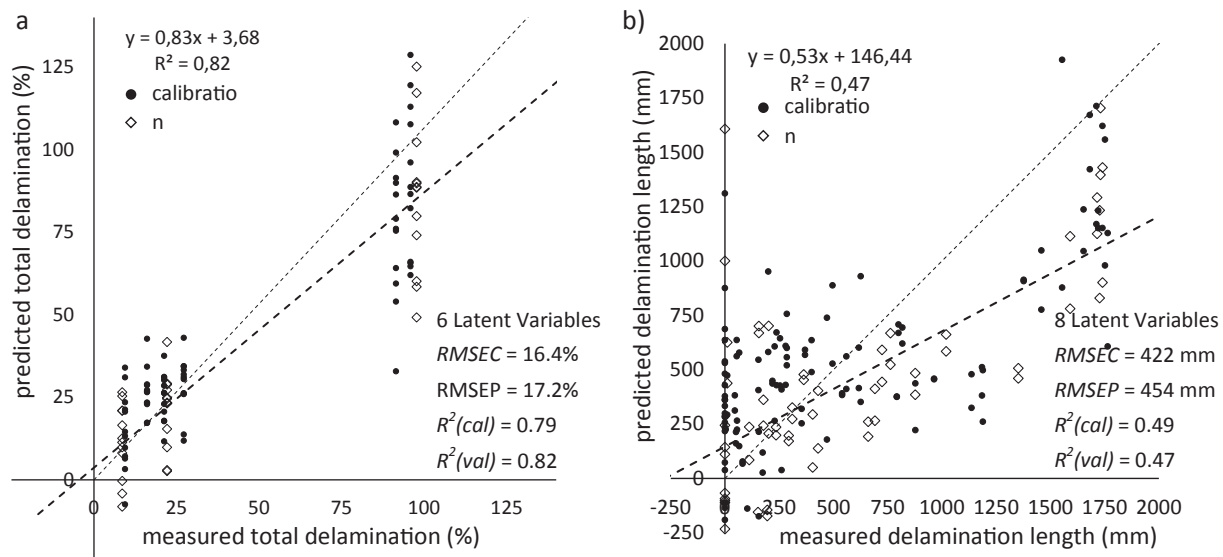 a
y = 0,83x + 3,68
R² = 0,82
calibratio
n
125
100
75
50
25
0
predicted total delamination (%)
6 Latent Variables
RMSEC = 16.4%
RMSEP = 17.2%
R²(cal) = 0.79
R²(val) = 0.82
0 25 50 75 100 125
measured total delamination (%)
b)
y = 0,53x + 146,44
R² = 0,47
calibratio
n
2000
1750
1500
1250
1000
750
500
250
0
-250
predicted delamination length (mm)
8 Latent Variables
RMSEC = 422 mm
RMSEP = 454 mm
R²(cal) = 0.49
R²(val) = 0.47
-250 0 250 500 750 1000 1250 1500 1750 2000
measured delamination length (mm)